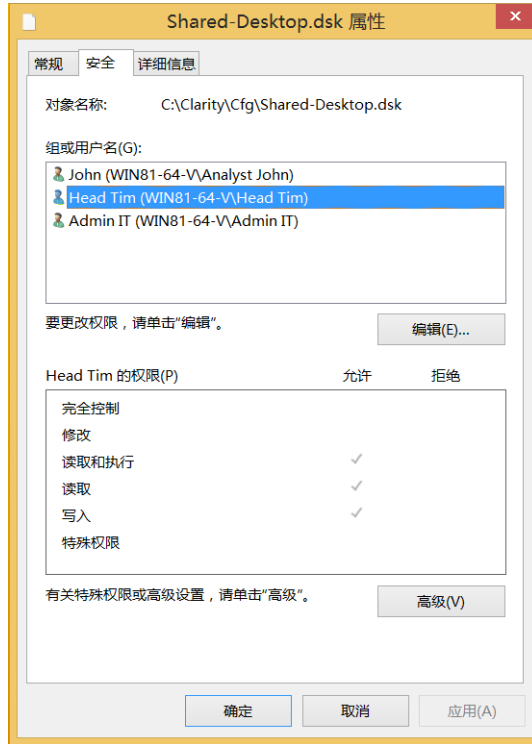 Shared-Desktop.dsk 属性
常规 安全 详细信息
对象名称: C:\Clarity\Cfg\Shared-Desktop.dsk
组或用户名(G):
John (WIN81-64-V\Analyst John)
Head Tim (WIN81-64-V\Head Tim)
Admin IT (WIN81-64-V\Admin IT)
要更改权限，请单击“编辑”。 编辑(E)...
Head Tim 的权限(P) 允许 拒绝
完全控制
修改
读取和执行
读取
写入
特殊权限
有关特殊权限或高级设置，请单击“高级”。 高级(V)
确定 取消 应用(A)